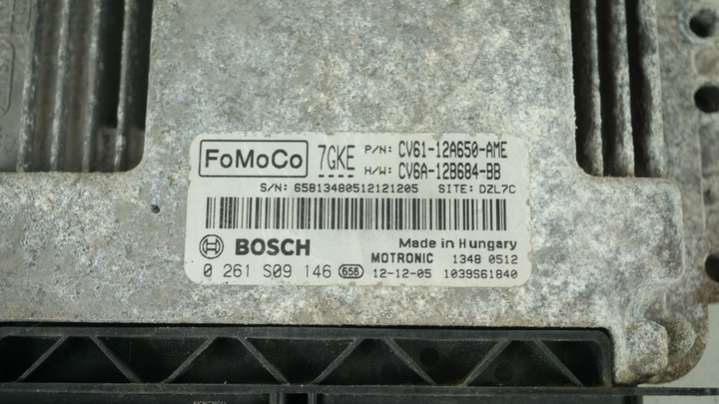 FoMoCo 7GKE P/N: CV61-12A650-AME
H/W: CV6A-12B684-BB
S/N: 65813480512121205 SITE: DZL7C
BOSCH Made in Hungary
MOTRONIC 1348 0512
0 261 S09 146 656 12-12-05 1039S61840